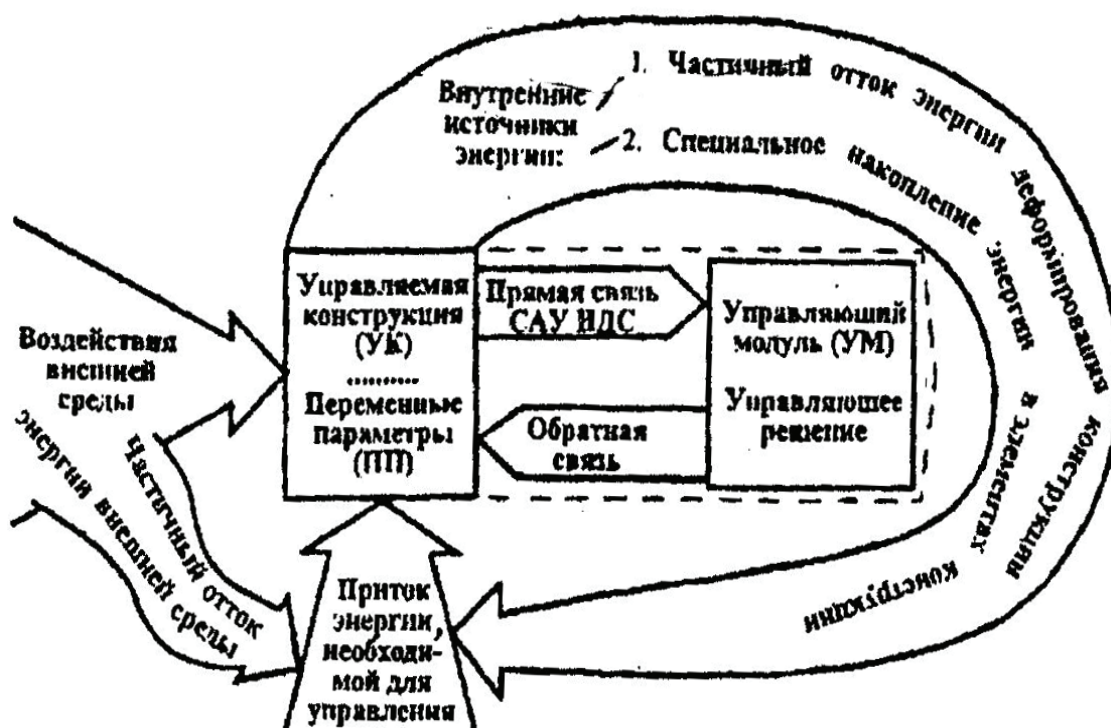 Внутренние
источники
энергии:
1. Частичный отток энергии деформирования конструкции
2. Специальное накопление энергии в элементах конструкции
Управляемая
конструкция
(УК)
..........
Переменные
параметры
(ПП)
Прямая связь
САУ НДС
Обратная
связь
Управляющий
модуль (УМ)
Управляющее
решение
Воздействия
внешней
среды
Частичный отток
энергии внешней среды
Приток
энергии,
необходи-
мой для
управления